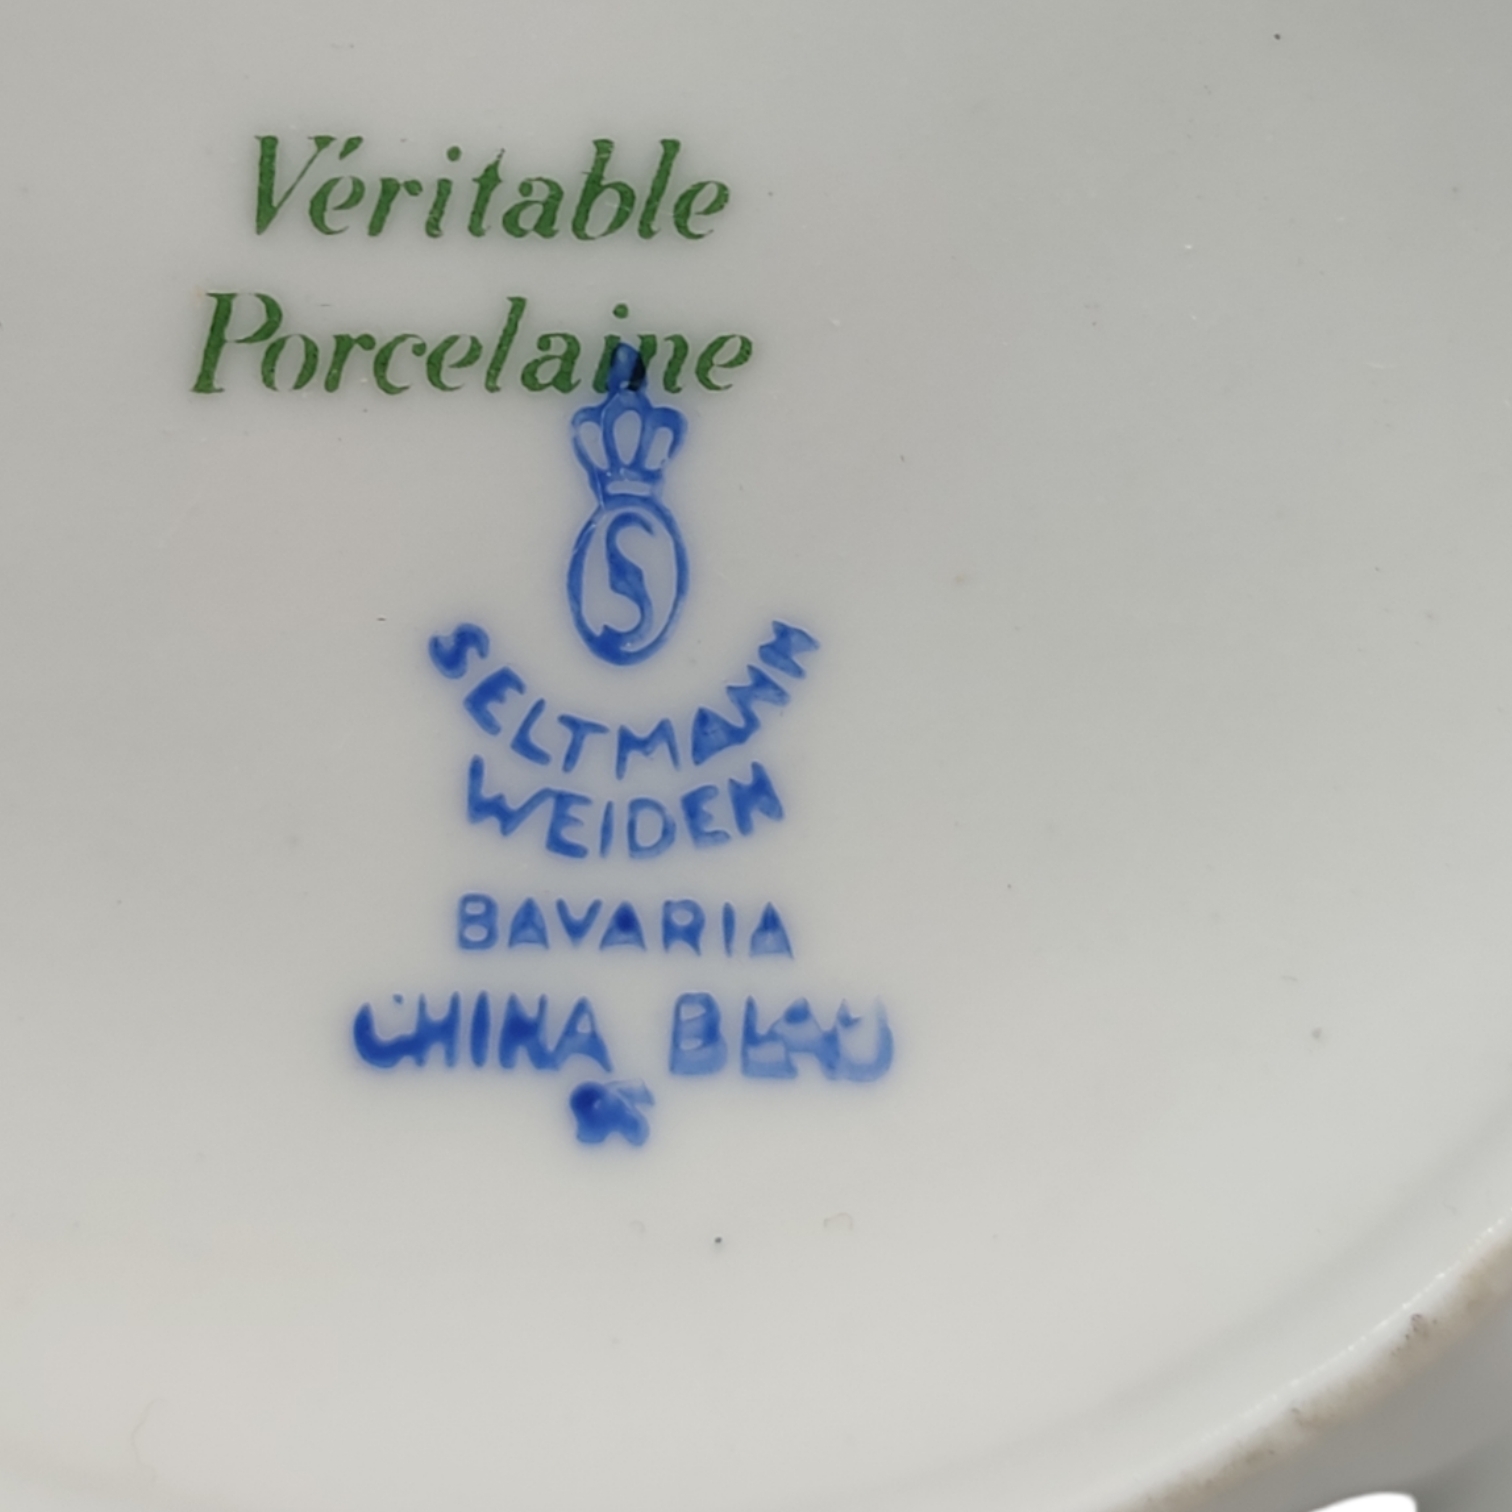 Véritable
Porcelaine
S
SELTMANN
WEIDEN
BAVARIA
CHINA BLAU